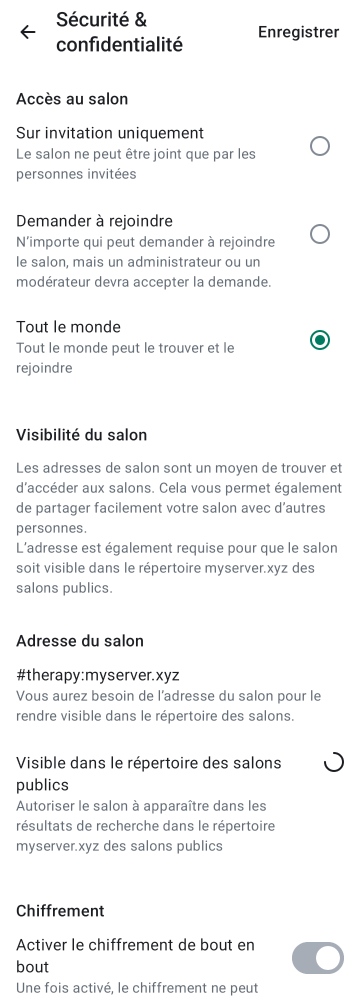 Sécurité &
confidentialité
Enregistrer
Accès au salon
Sur invitation uniquement
Le salon ne peut être joint que par les
personnes invitées
Demander à rejoindre
N’importe qui peut demander à rejoindre
le salon, mais un administrateur ou un
modérateur devra accepter la demande.
Tout le monde
Tout le monde peut le trouver et le
rejoindre
Visibilité du salon
Les adresses de salon sont un moyen de trouver et
d’accéder aux salons. Cela vous permet également
de partager facilement votre salon avec d’autres
personnes.
L’adresse est également requise pour que le salon
soit visible dans le répertoire myserver.xyz des
salons publics.
Adresse du salon
#therapy:myserver.xyz
Vous aurez besoin de l’adresse du salon pour le
rendre visible dans le répertoire des salons.
Visible dans le répertoire des salons
publics
Autoriser le salon à apparaître dans les
résultats de recherche dans le répertoire
myserver.xyz des salons publics
Chiffrement
Activer le chiffrement de bout en
bout
Une fois activé, le chiffrement ne peut